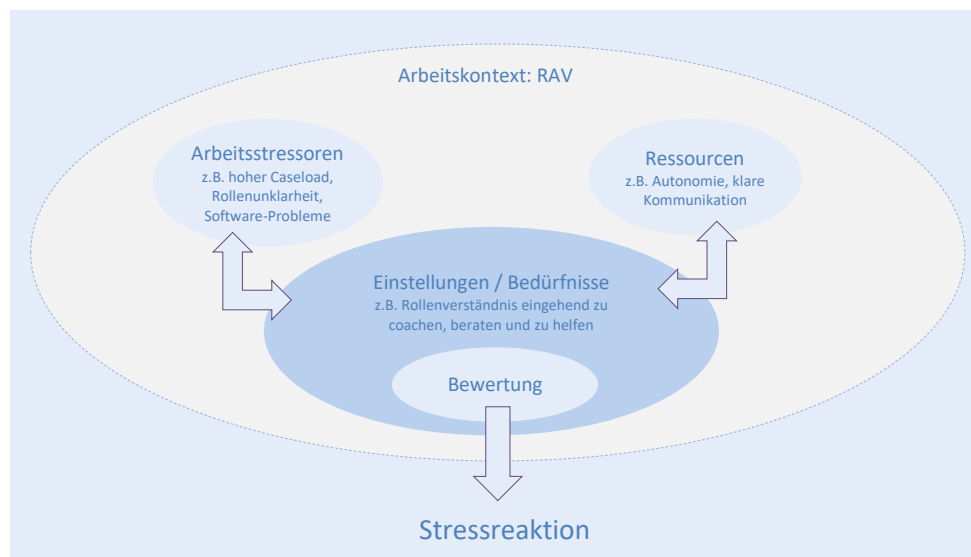 Arbeitskontext: RAV
Arbeitsstressoren
z.B. hoher Caseload,
Rollenunklarheit,
Software-Probleme
Ressourcen
z.B. Autonomie, klare
Kommunikation
Einstellungen / Bedürfnisse
z.B. Rollenverständnis eingehend zu
coachen, beraten und zu helfen
Bewertung
Stressreaktion